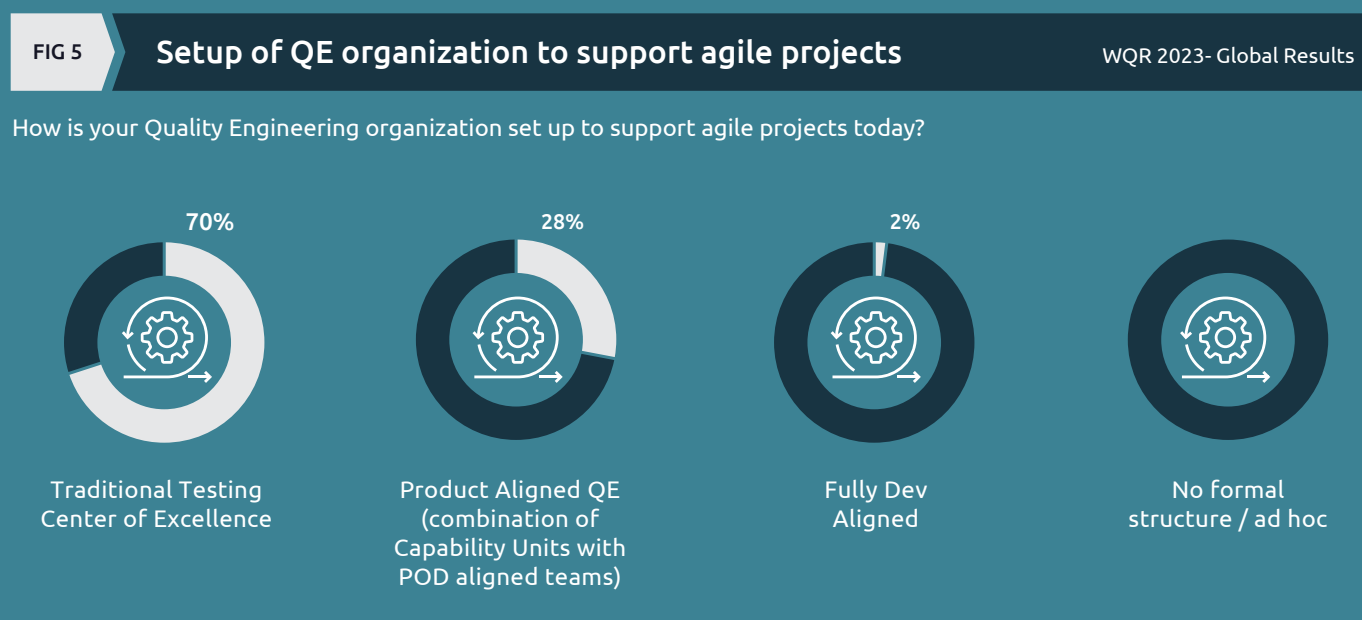 FIG 5
Setup of QE organization to support agile projects
WQR 2023- Global Results
How is your Quality Engineering organization set up to support agile projects today?
70%
28%
2%
Traditional Testing
Center of Excellence
Product Aligned QE
(combination of
Capability Units with
POD aligned teams)
Fully Dev
Aligned
No formal
structure / ad hoc